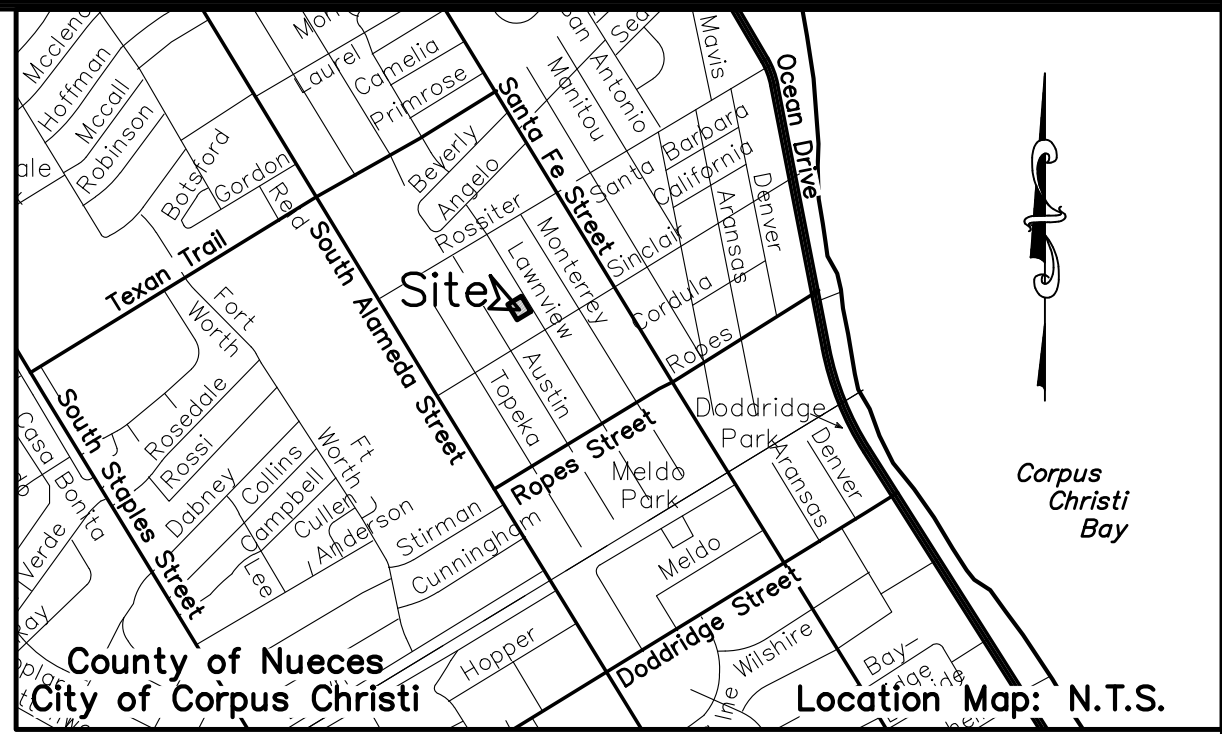 Mcclen
Hoffman
Mccall
Robinson
ale
Botsford
Gordon
Red
Laurel
Camelia
Primrose
Beverly
Angelo
Rossiter
Santa Fe Street
Manitou
Antonio
Mavis
Ocean Drive
Santa
Barbara
California
Aransas
Denver
Sinclair
Cordula
Ropes
Monterrey
Lawnview
Site
Texan Trail
South Alameda Street
Fort
Worth
Austin
Topeka
Rosedale
Rossi
South Staples Street
Casa
Bonita
Dabney
Collins
Campbell
Cullen
Anderson
Ft
Worth
Lee
Stirman
Cunningham
Ropes Street
Meldo
Park
Doddridge
Park
Aransas
Denver
Meldo
Doddridge Street
Hopper
Wilshire
Verde
Corpus
Christi
Bay
County of Nueces
City of Corpus Christi
Location Map: N.T.S.